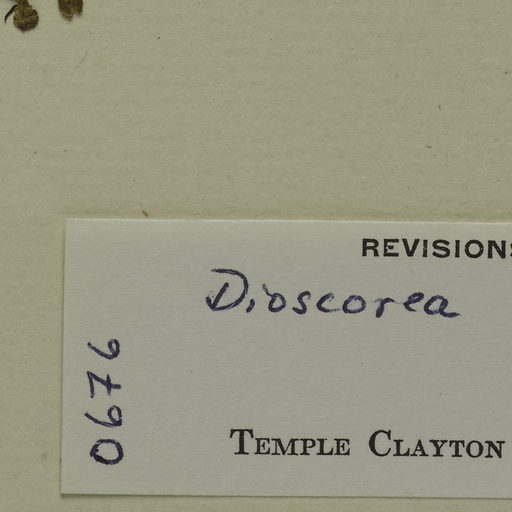 REVISIONS
Dioscorea
0676
TEMPLE CLAYTON